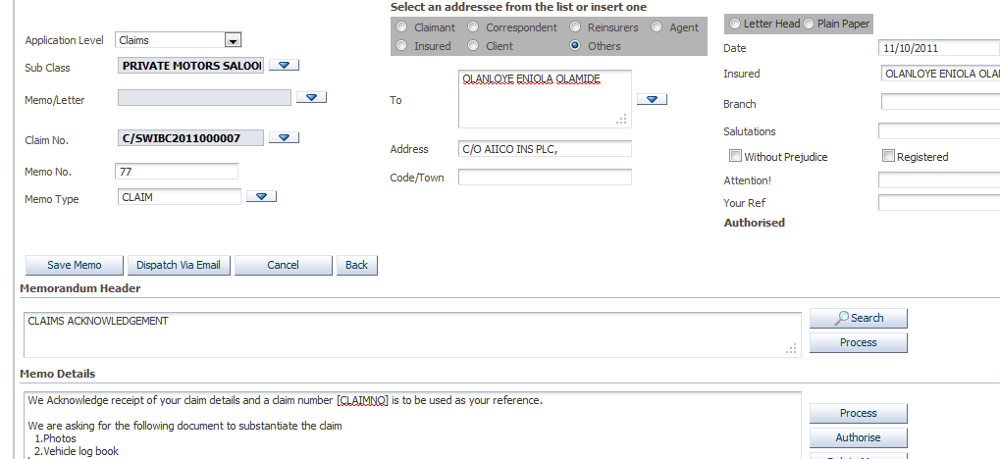 Select an addressee from the list or insert one
Claimant Correspondent Reinsurers Agent
Insured Client Others
Letter Head Plain Paper
Application Level Claims
Sub Class PRIVATE MOTORS SALOO
Memo/Letter
Claim No. C/SWIBC2011000007
Memo No. 77
Memo Type CLAIM
To OLANLOYE ENIOLA OLAMIDE
Address C/O AIICO INS PLC,
Code/Town
Date 11/10/2011
Insured OLANLOYE ENIOLA OLA
Branch
Salutations
Without Prejudice Registered
Attention!
Your Ref
Authorised
Save Memo Dispatch Via Email Cancel Back
Memorandum Header
CLAIMS ACKNOWLEDGEMENT
Search
Process
Memo Details
We Acknowledge receipt of your claim details and a claim number [CLAIMNO] is to be used as your reference.
We are asking for the following document to substantiate the claim
1.Photos
2.Vehicle log book
Process
Authorise